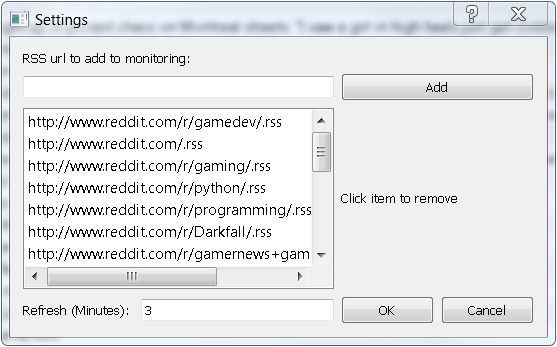 Settings
RSS url to add to monitoring:
Add
http://www.reddit.com/r/gamedev/.rss
http://www.reddit.com/.rss
http://www.reddit.com/r/gaming/.rss
http://www.reddit.com/r/python/.rss
http://www.reddit.com/r/programming/.rss
http://www.reddit.com/r/Darkfall/.rss
http://www.reddit.com/r/gamernews+gam
Click item to remove
Refresh (Minutes): 3
OK Cancel